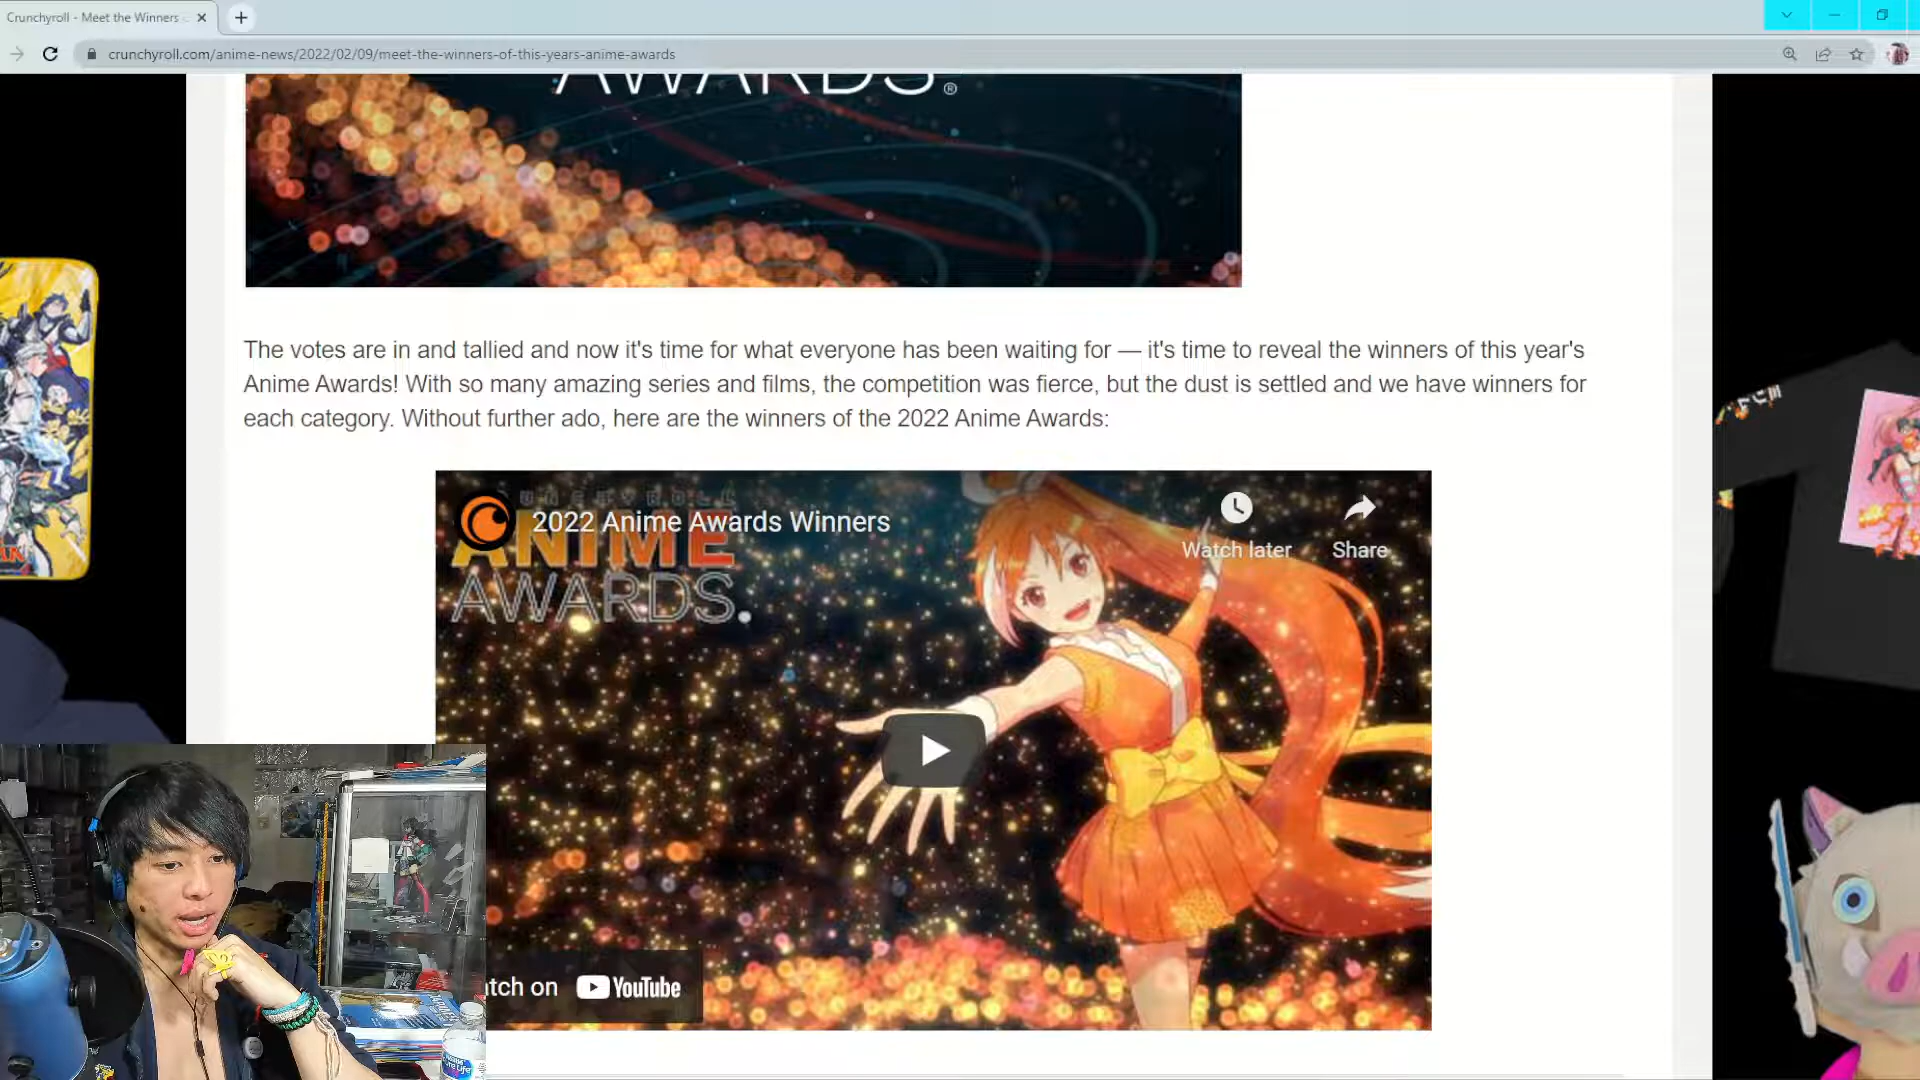 Crunchyroll - Meet the Winners
crunchyroll.com/anime-news/2022/02/09/meet-the-winners-of-this-years-anime-awards
AWARDS®
The votes are in and tallied and now it's time for what everyone has been waiting for — it's time to reveal the winners of this year's
Anime Awards! With so many amazing series and films, the competition was fierce, but the dust is settled and we have winners for
each category. Without further ado, here are the winners of the 2022 Anime Awards:
CRUNCHYROLL
2022 Anime Awards Winners
ANIME
AWARDS.
Watch later
Share
tch on YouTube